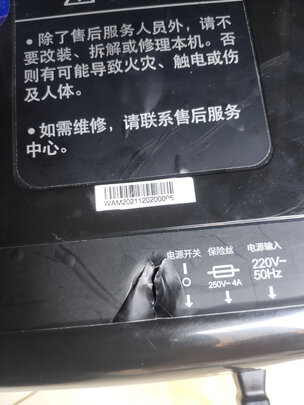 • 除了售后服务人员外，请不
要改装、拆解或修理本机。否
则有可能导致火灾、触电或伤
及人体。
• 如需维修，请联系售后服务
中心。
WAM2021120200005
电源开关 保险丝 电源输入
250V~4A
220V~
50Hz